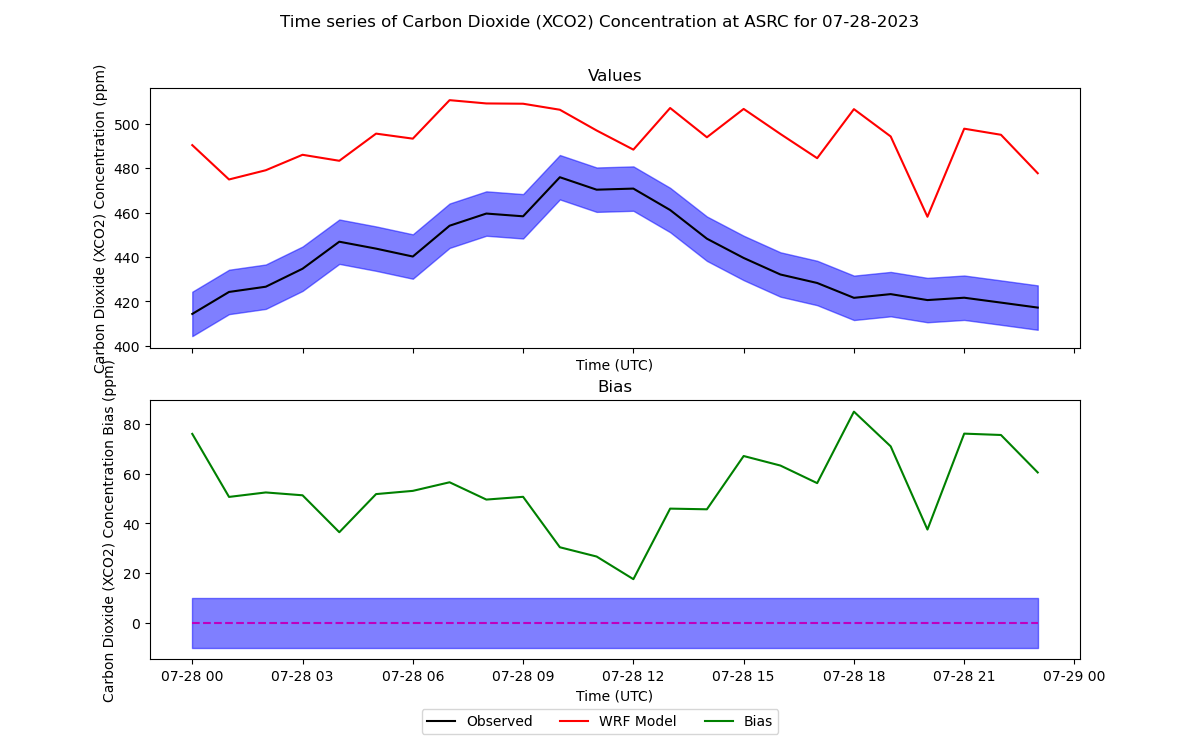 Time series of Carbon Dioxide (XCO2) Concentration at ASRC for 07-28-2023
Values
Carbon Dioxide (XCO2) Concentration (ppm)
500
480
460
440
420
400
Time (UTC)
Bias
Carbon Dioxide (XCO2) Concentration Bias (ppm)
80
60
40
20
0
07-28 00 07-28 03 07-28 06 07-28 09 07-28 12 07-28 15 07-28 18 07-28 21 07-29 00
Time (UTC)
Observed WRF Model Bias